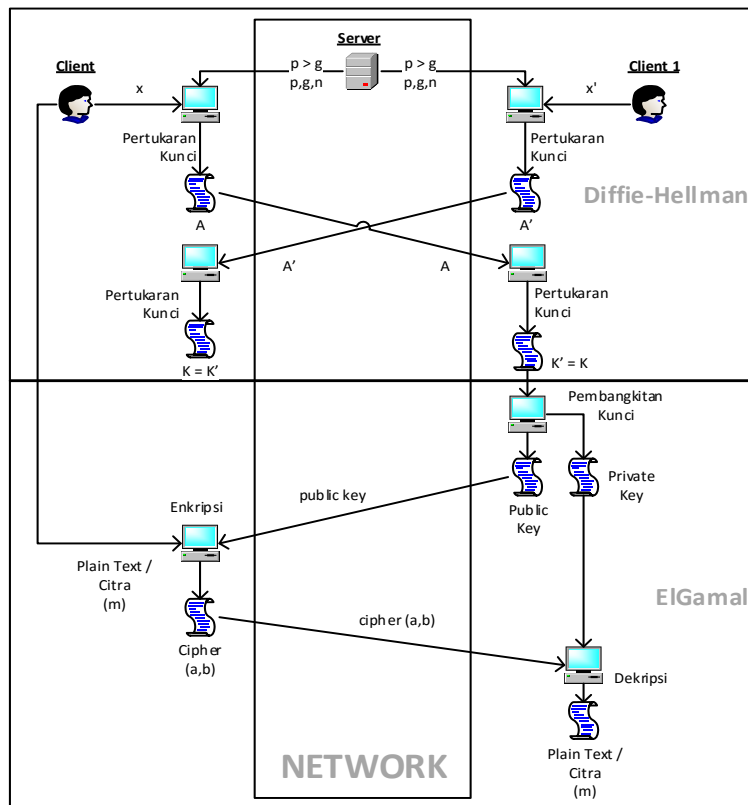 Server
Client
p > g
p,g,n
p > g
p,g,n
Client 1
x
x'
Pertukaran
Kunci
Pertukaran
Kunci
Diffie-Hellman
A
A’
A’
A
Pertukaran
Kunci
Pertukaran
Kunci
K = K’
K’ = K
Pembangkitan
Kunci
public key
Public
Key
Private
Key
Enkripsi
Plain Text /
Citra
(m)
ElGamal
cipher (a,b)
Cipher
(a,b)
Dekripsi
Plain Text /
Citra
(m)
NETWORK